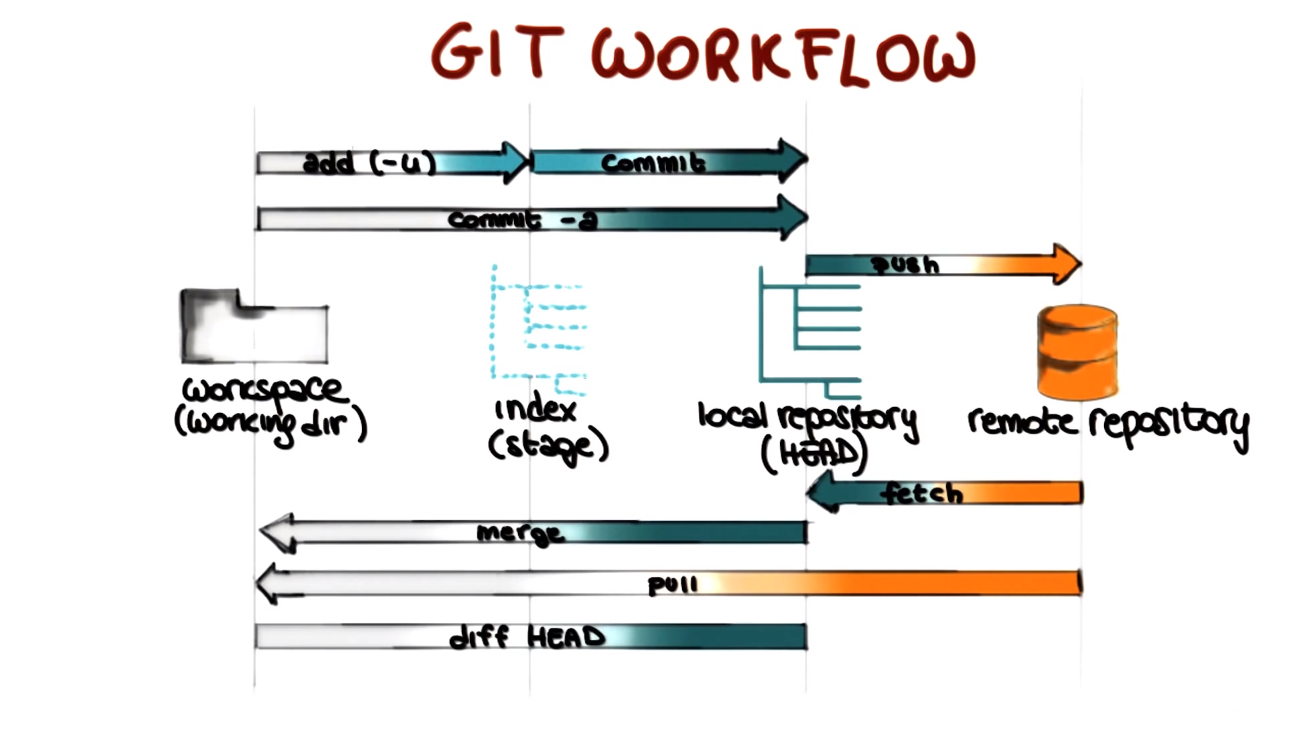 GIT WORKFLOW
add (-u)
commit
commit -a
push
workspace
(working dir)
index
(stage)
local repository
(HEAD)
remote repository
fetch
merge
pull
diff HEAD